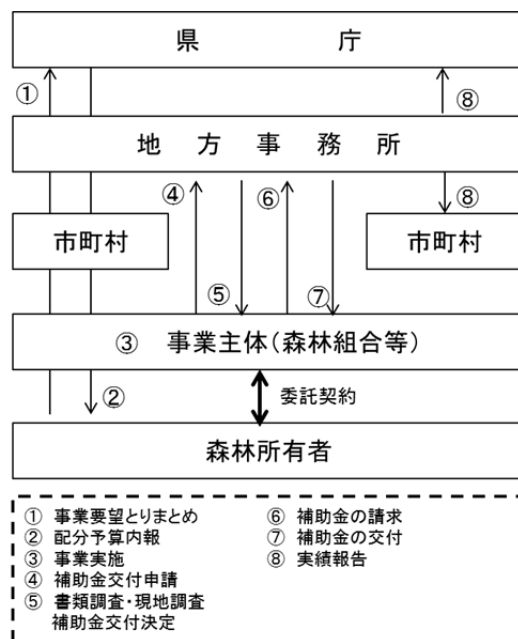 県 庁
①
⑧
地 方 事 務 所
④
⑥
⑧
市町村
市町村
⑤
⑦
③ 事業主体(森林組合等)
②
委託契約
森林所有者
① 事業要望とりまとめ
② 配分予算内報
③ 事業実施
④ 補助金交付申請
⑤ 書類調査・現地調査
補助金交付決定
⑥ 補助金の請求
⑦ 補助金の交付
⑧ 実績報告